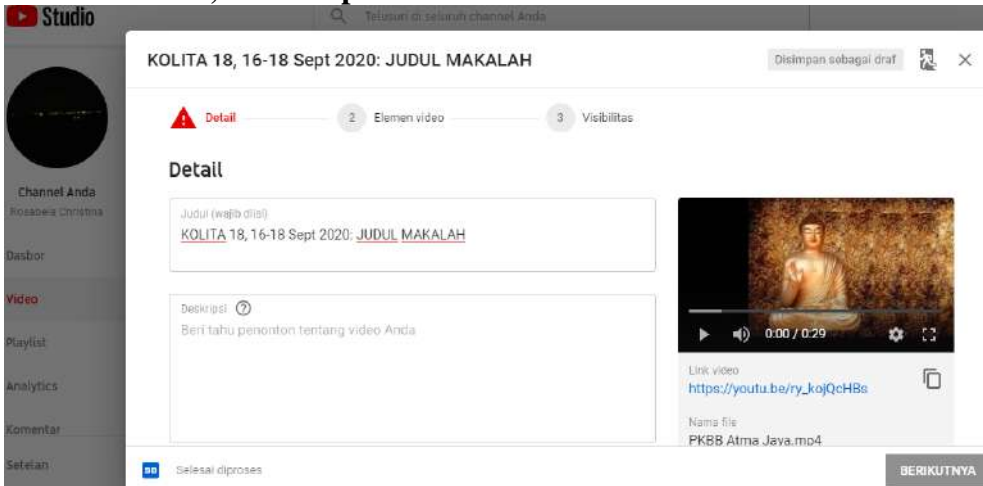 Studio
Telusuri di seluruh channel Anda
KOLITA 18, 16-18 Sept 2020: JUDUL MAKALAH
Disimpan sebagai draf
Detail
2 Elemen video
3 Visibilitas
Detail
Channel Anda
Rosabela Christina
Judul (wajib diisi)
KOLITA 18, 16-18 Sept 2020: JUDUL MAKALAH
Dasbor
Video
Deskripsi
Beri tahu penonton tentang video Anda
0:00 / 0:29
Playlist
Link video
https://youtu.be/ry_kojQcHBs
Analytics
Nama file
PKBB Atma Jaya.mp4
Komentar
Setelan
SD
Selesai diproses
BERIKUTNYA